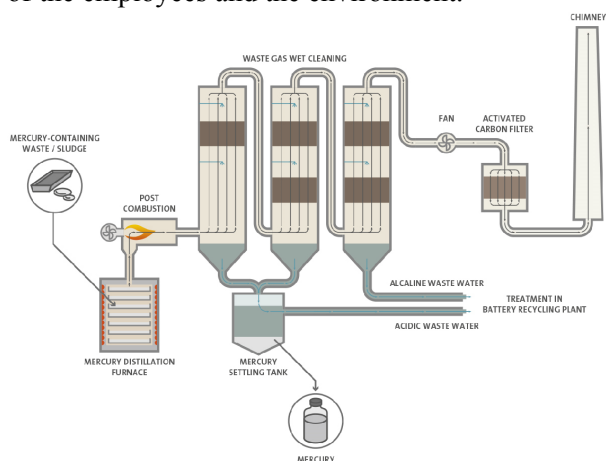 of the employees and the environment.
CHIMNEY
WASTE GAS WET CLEANING
FAN
ACTIVATED
CARBON FILTER
MERCURY-CONTAINING
WASTE / SLUDGE
POST
COMBUSTION
ALCALINE WASTE WATER
TREATMENT IN
BATTERY RECYCLING PLANT
ACIDIC WASTE WATER
MERCURY DISTILLATION
FURNACE
MERCURY
SETTLING TANK
MERCURY